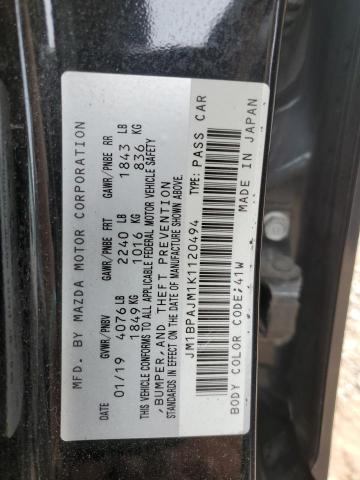 MFD. BY MAZDA MOTOR CORPORATION
GVWR/PNBV GAWR/PNBE FRT GAWR/PNBE RR
01/19 4076 LB 2240 LB 1843 LB
1849 KG 1016 KG 836 KG
THIS VEHICLE CONFORMS TO ALL APPLICABLE FEDERAL MOTOR VEHICLE SAFETY
,BUMPER,AND THEFT PREVENTION
STANDARDS IN EFFECT ON THE DATE OF MANUFACTURE SHOWN ABOVE.
JM1BPAJM1K1120494 TYPE: PASS CAR
BODY COLOR CODE;41W MADE IN JAPAN